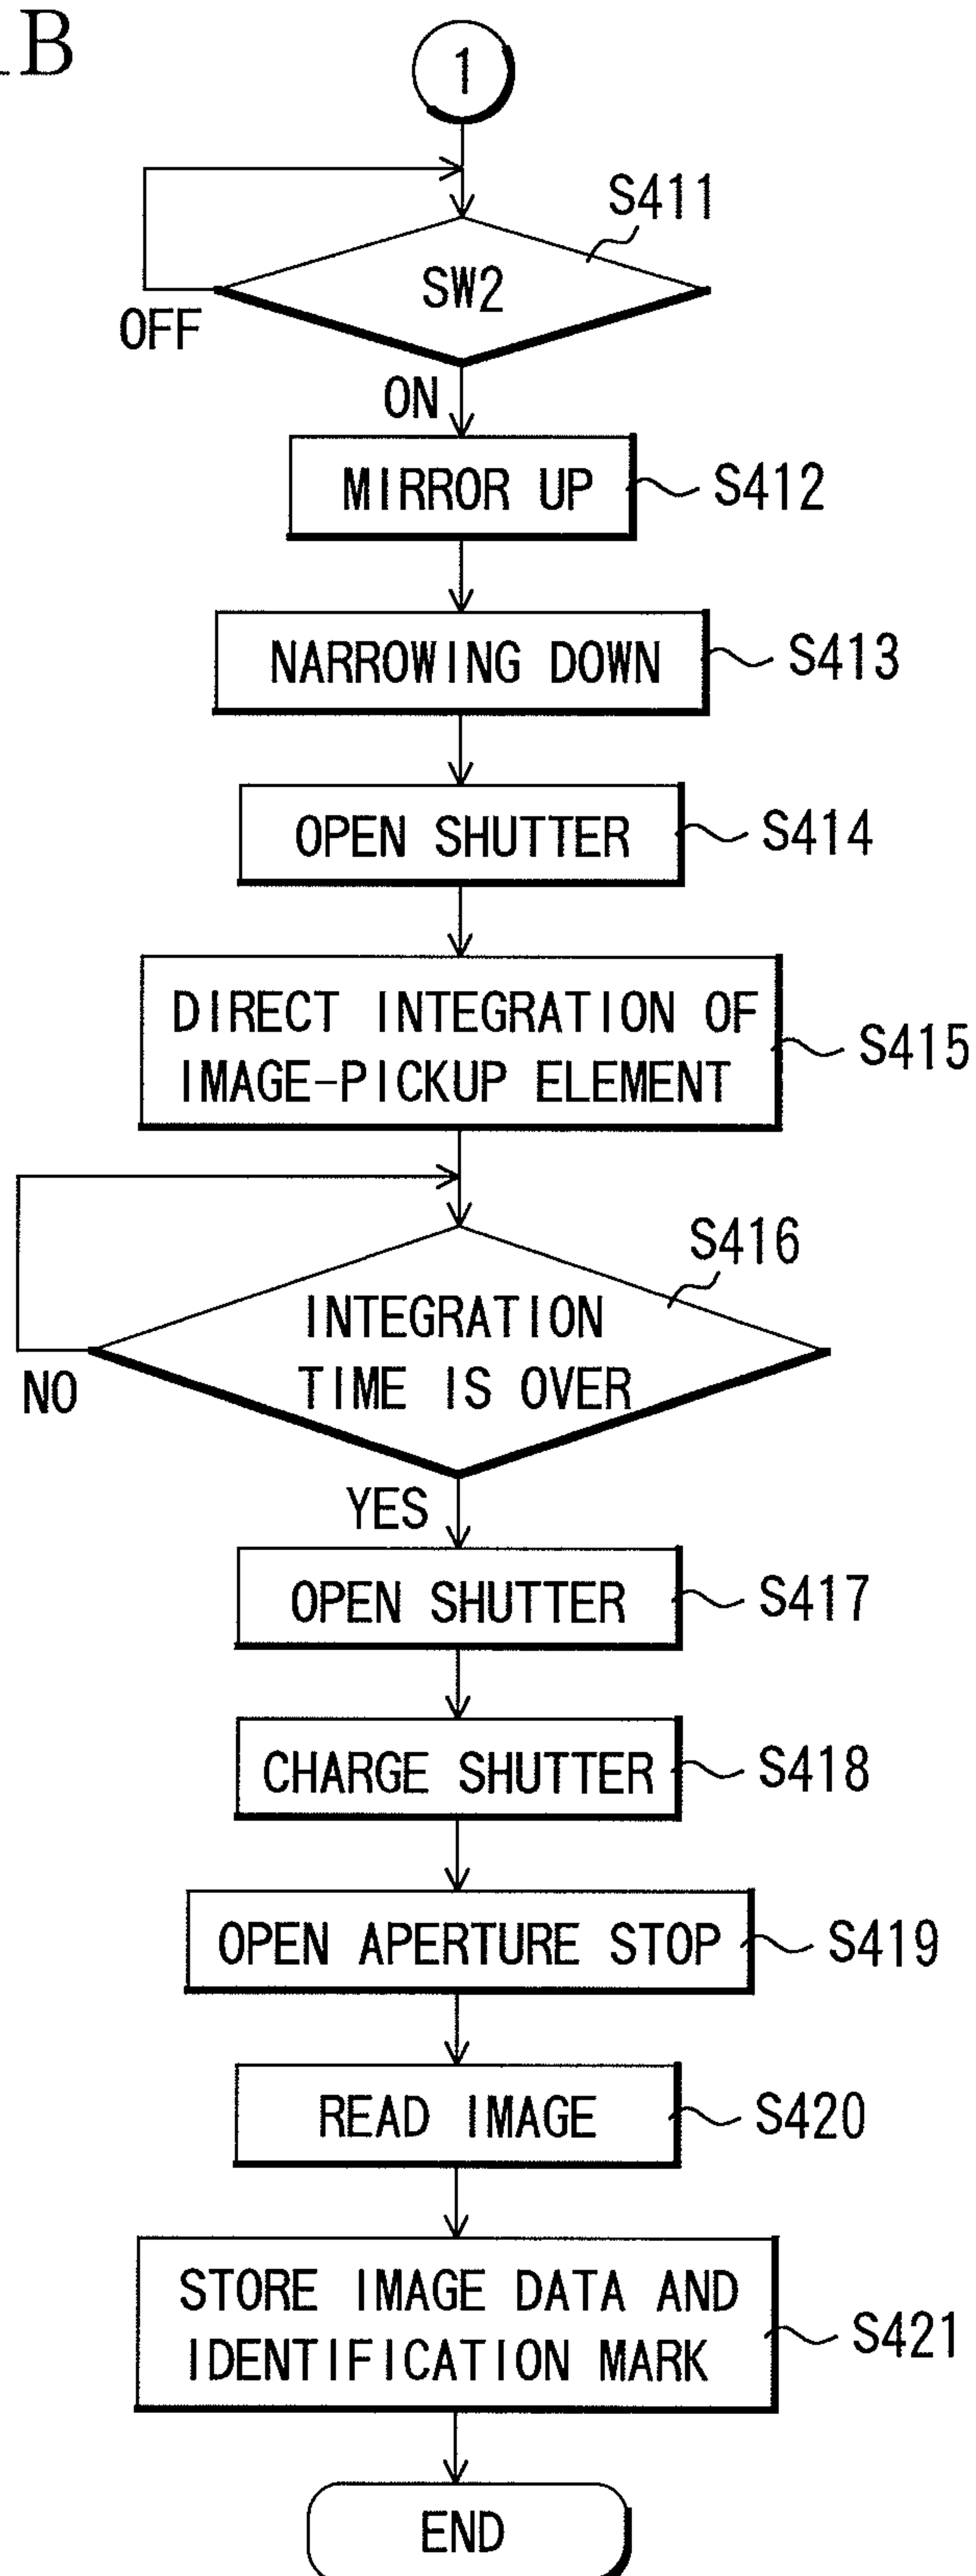 1B
1
S411
SW2
OFF
ON
MIRROR UP
S412
NARROWING DOWN
S413
OPEN SHUTTER
S414
DIRECT INTEGRATION OF
IMAGE-PICKUP ELEMENT
S415
S416
INTEGRATION
TIME IS OVER
NO
YES
OPEN SHUTTER
S417
CHARGE SHUTTER
S418
OPEN APERTURE STOP
S419
READ IMAGE
S420
STORE IMAGE DATA AND
IDENTIFICATION MARK
S421
END